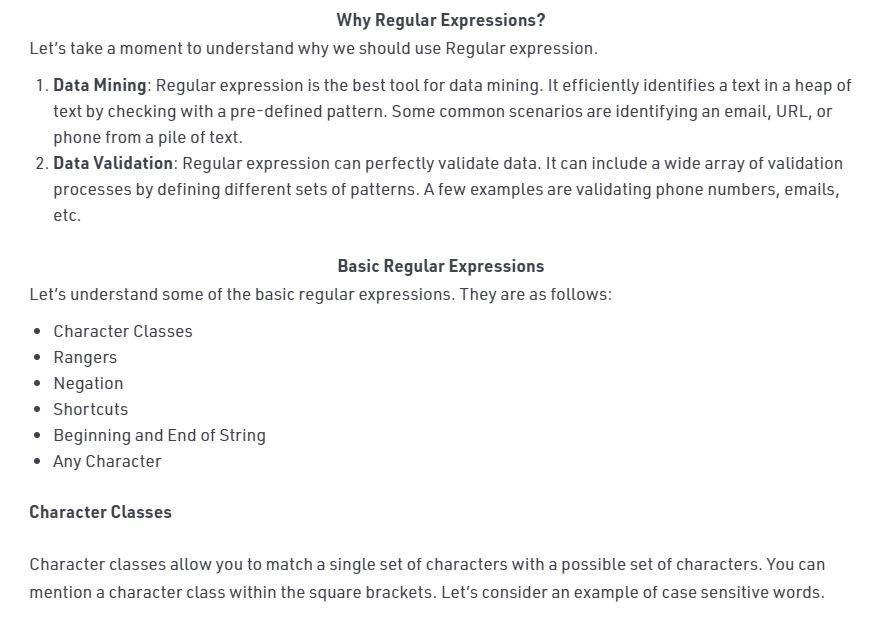 Why Regular Expressions?
Let's take a moment to understand why we should use Regular expression.
1. Data Mining: Regular expression is the best tool for data mining. It efficiently identifies a text in a heap of
text by checking with a pre-defined pattern. Some common scenarios are identifying an email, URL, or
phone from a pile of text.
2. Data Validation: Regular expression can perfectly validate data. It can include a wide array of validation
processes by defining different sets of patterns. A few examples are validating phone numbers, emails,
etc.
Basic Regular Expressions
Let's understand some of the basic regular expressions. They are as follows:
• Character Classes
• Rangers
• Negation
• Shortcuts
• Beginning and End of String
• Any Character
Character Classes
Character classes allow you to match a single set of characters with a possible set of characters. You can
mention a character class within the square brackets. Let's consider an example of case sensitive words.